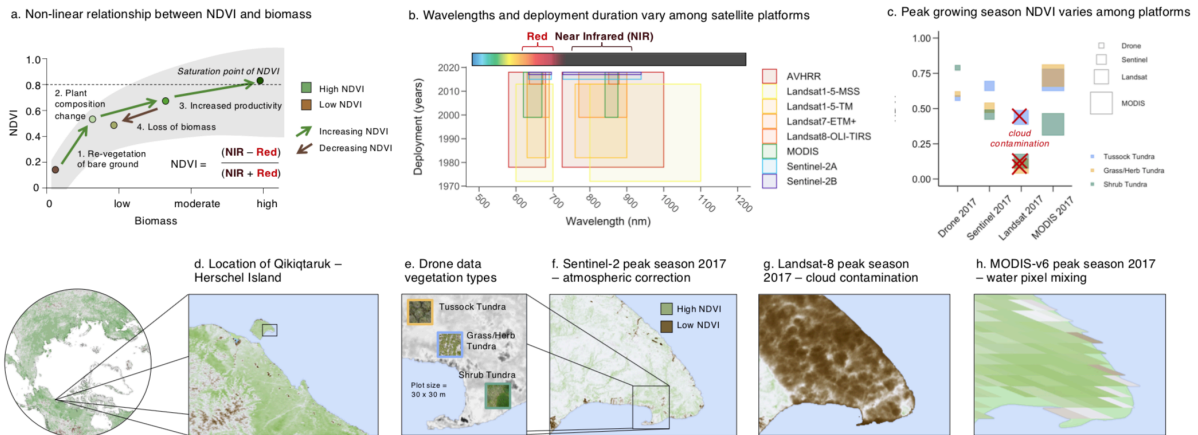 a. Non-linear relationship between NDVI and biomass
1.0
0.8
0.6
0.4
0.2
0
NDVI
Saturation point of NDVI
2. Plant
composition
change
3. Increased productivity
4. Loss of biomass
1. Re-vegetation
of bare ground
NDVI =
(NIR – Red)
(NIR + Red)
0
low
moderate
high
Biomass
High NDVI
Low NDVI
Increasing NDVI
Decreasing NDVI
b. Wavelengths and deployment duration vary among satellite platforms
Red
Near Infrared (NIR)
2020
2010
2000
1990
1980
1970
Deployment (years)
500
600
700
800
900
1000
1100
1200
Wavelength (nm)
AVHRR
Landsat1-5-MSS
Landsat1-5-TM
Landsat7-ETM+
Landsat8-OLI-TIRS
MODIS
Sentinel-2A
Sentinel-2B
c. Peak growing season NDVI varies among platforms
1.00
0.75
0.50
0.25
0.00
cloud
contamination
Drone 2017
Sentinel 2017
Landsat 2017
MODIS 2017
Drone
Sentinel
Landsat
MODIS
Tussock Tundra
Grass/Herb Tundra
Shrub Tundra
d. Location of Qikiqtaruk –
Herschel Island
e. Drone data
vegetation types
Tussock Tundra
Grass/Herb
Tundra
Shrub Tundra
Plot size =
30 x 30 m
f. Sentinel-2 peak season 2017
– atmospheric correction
High NDVI
Low NDVI
g. Landsat-8 peak season
2017 – cloud contamination
h. MODIS-v6 peak season 2017
– water pixel mixing